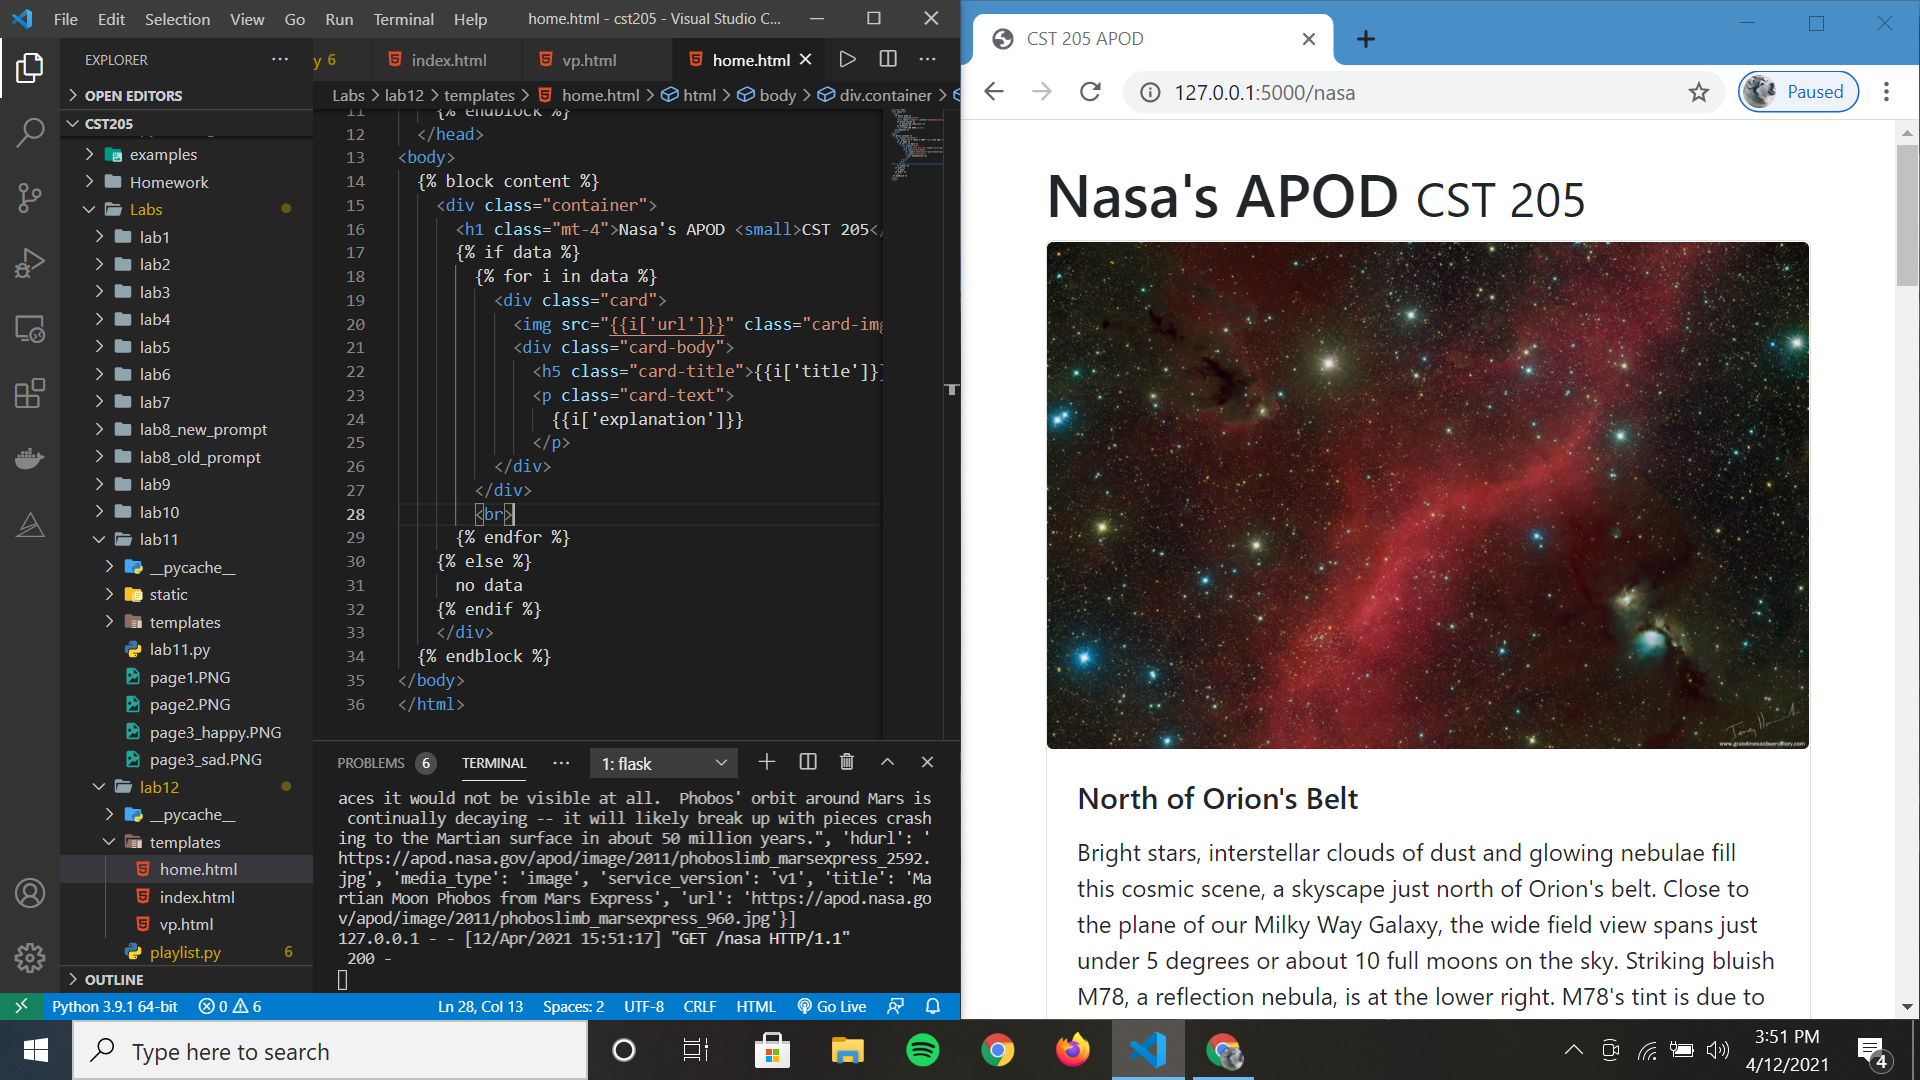 File Edit Selection View Go Run Terminal Help home.html - cst205 - Visual Studio C...
EXPLORER
OPEN EDITORS
CST205
examples
Homework
Labs
lab1
lab2
lab3
lab4
lab5
lab6
lab7
lab8_new_prompt
lab8_old_prompt
lab9
lab10
lab11
__pycache__
static
templates
lab11.py
page1.PNG
page2.PNG
page3_happy.PNG
page3_sad.PNG
lab12
__pycache__
templates
home.html
index.html
vp.html
playlist.py 6
OUTLINE
y 6 index.html vp.html home.html
Labs > lab12 > templates > home.html > html > body > div.container >
11 {% endblock %}
12 </head>
13 <body>
14 {% block content %}
15 <div class="container">
16 <h1 class="mt-4">Nasa's APOD <small>CST 205</
17 {% if data %}
18 {% for i in data %}
19 <div class="card">
20 <img src="{{i['url']}}" class="card-img
21 <div class="card-body">
22 <h5 class="card-title">{{i['title']}}
23 <p class="card-text">
24 {{i['explanation']}}
25 </p>
26 </div>
27 </div>
28 <br>
29 {% endfor %}
30 {% else %}
31 no data
32 {% endif %}
33 </div>
34 {% endblock %}
35 </body>
36 </html>
PROBLEMS 6 TERMINAL 1: flask
aces it would not be visible at all.  Phobos' orbit around Mars is
continually decaying -- it will likely break up with pieces crash
ing to the Martian surface in about 50 million years.", 'hdurl': '
https://apod.nasa.gov/apod/image/2011/phoboslimb_marsexpress_2592.
jpg', 'media_type': 'image', 'service_version': 'v1', 'title': 'Ma
rtian Moon Phobos from Mars Express', 'url': 'https://apod.nasa.go
v/apod/image/2011/phoboslimb_marsexpress_960.jpg'}]
127.0.0.1 - - [12/Apr/2021 15:51:17] "GET /nasa HTTP/1.1"
200 -
Python 3.9.1 64-bit 0 6 Ln 28, Col 13 Spaces: 2 UTF-8 CRLF HTML Go Live
CST 205 APOD
127.0.0.1:5000/nasa
Paused
Nasa's APOD CST 205
www.grandmesaobservatory.com
North of Orion's Belt
Bright stars, interstellar clouds of dust and glowing nebulae fill
this cosmic scene, a skyscape just north of Orion's belt. Close to
the plane of our Milky Way Galaxy, the wide field view spans just
under 5 degrees or about 10 full moons on the sky. Striking bluish
M78, a reflection nebula, is at the lower right. M78's tint is due to
Type here to search
3:51 PM
4/12/2021
4